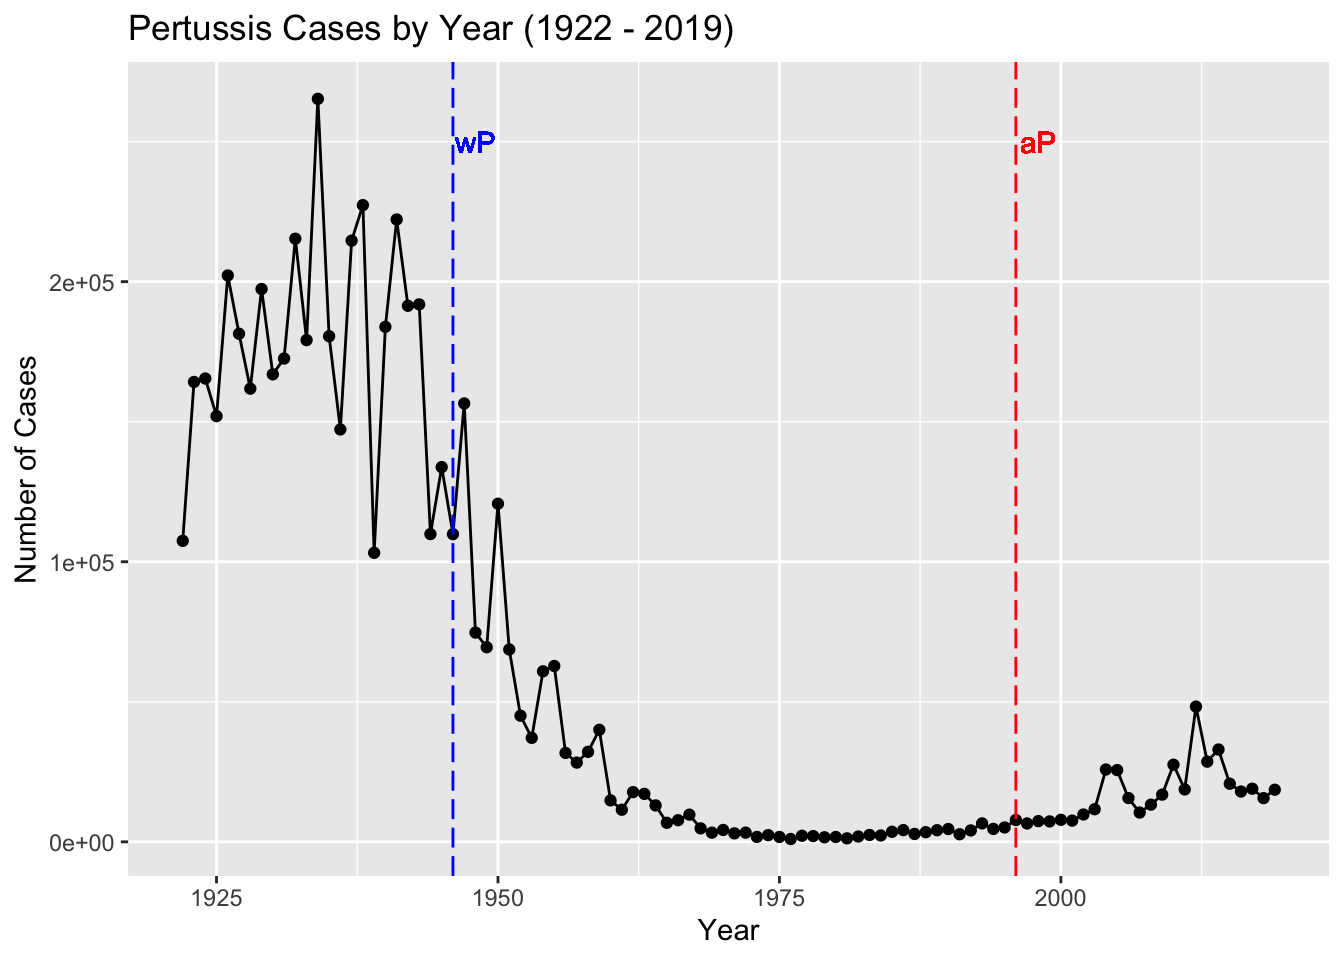 Pertussis Cases by Year (1922 - 2019)
wP
aP
Number of Cases
2e+05
1e+05
0e+00
1925 1950 1975 2000
Year